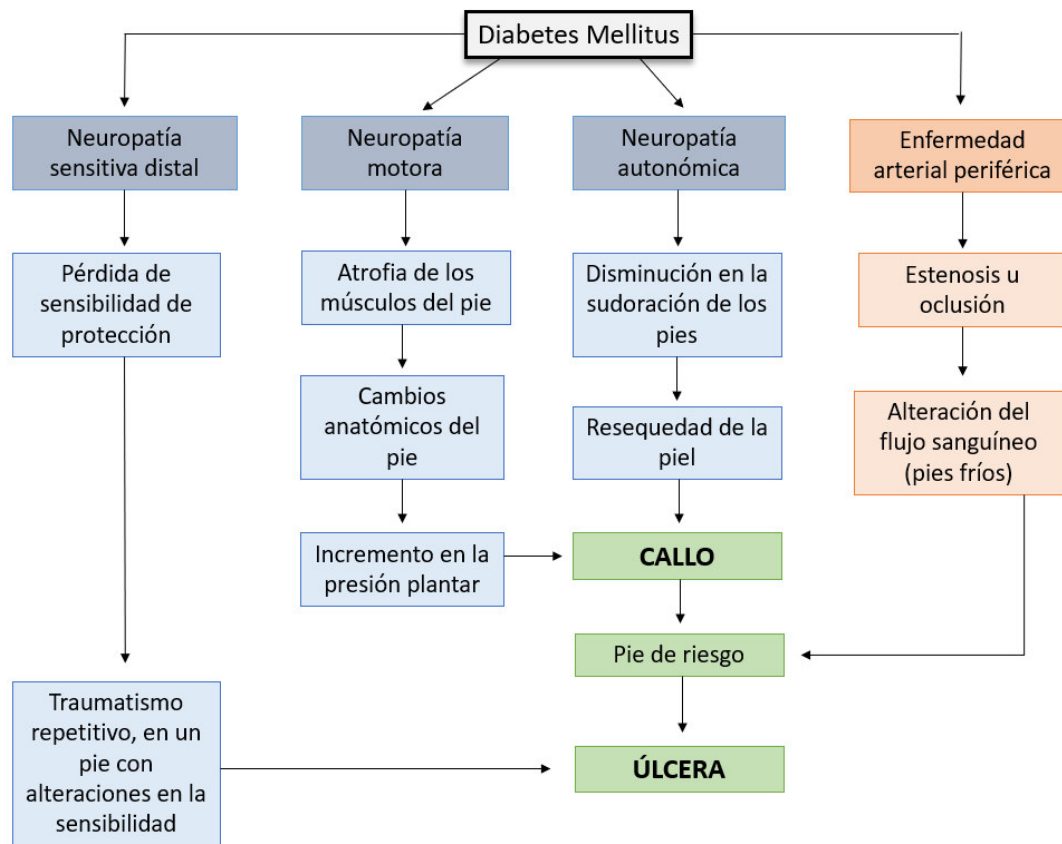 Diabetes Mellitus
Neuropatía
sensitiva distal
Neuropatía
motora
Neuropatía
autonómica
Enfermedad
arterial periférica
Pérdida de
sensibilidad de
protección
Atrofia de los
músculos del pie
Disminución en la
sudoración de los
pies
Estenosis u
oclusión
Cambios
anatómicos del
pie
Resequedad de la
piel
Alteración del
flujo sanguíneo
(pies fríos)
Incremento en la
presión plantar
CALLO
Pie de riesgo
Traumatismo
repetitivo, en un
pie con
alteraciones en la
sensibilidad
ÚLCERA